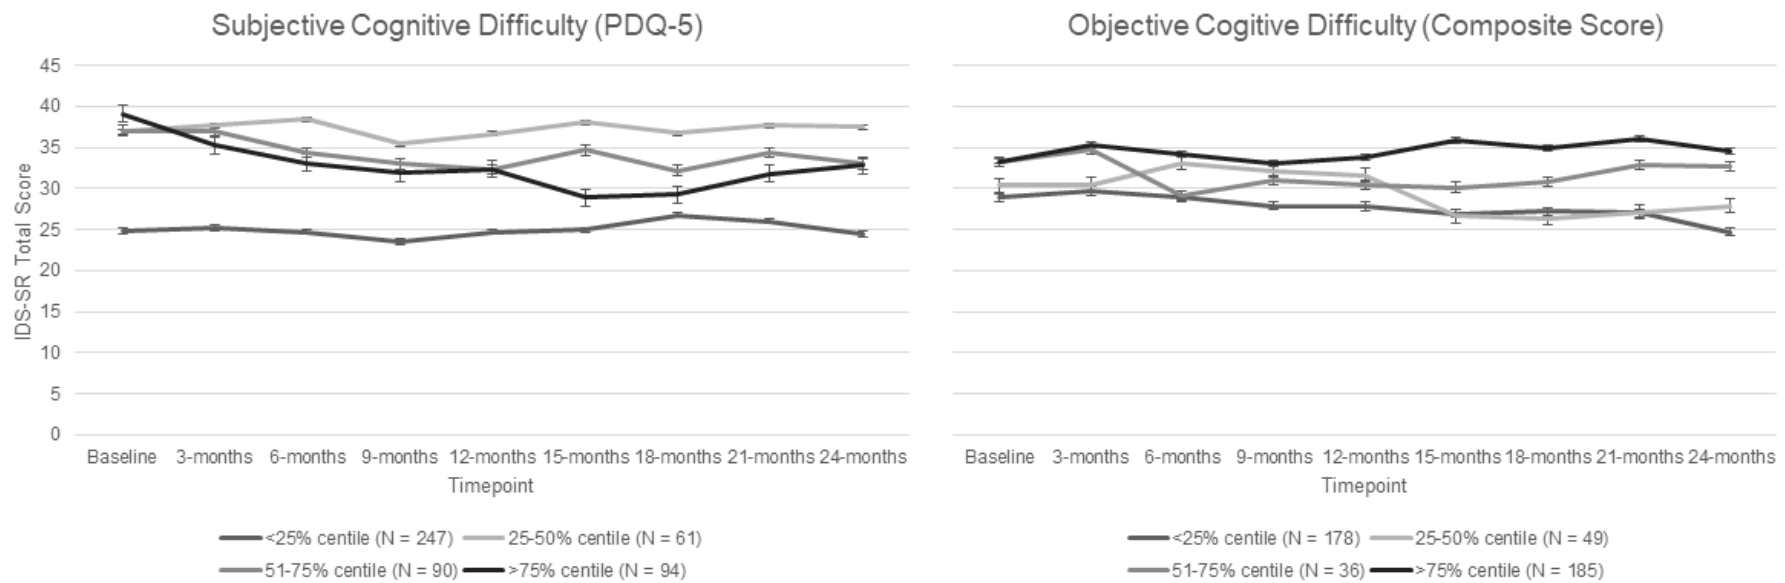 Subjective Cognitive Difficulty (PDQ-5)
Objective Cogitive Difficulty (Composite Score)
IDS-SR Total Score
45
40
35
30
25
20
15
10
5
0
Baseline 3-months 6-months 9-months 12-months 15-months 18-months 21-months 24-months
Timepoint
<25% centile (N = 247) 25-50% centile (N = 61)
51-75% centile (N = 90) >75% centile (N = 94)
Baseline 3-months 6-months 9-months 12-months 15-months 18-months 21-months 24-months
Timepoint
<25% centile (N = 178) 25-50% centile (N = 49)
51-75% centile (N = 36) >75% centile (N = 185)